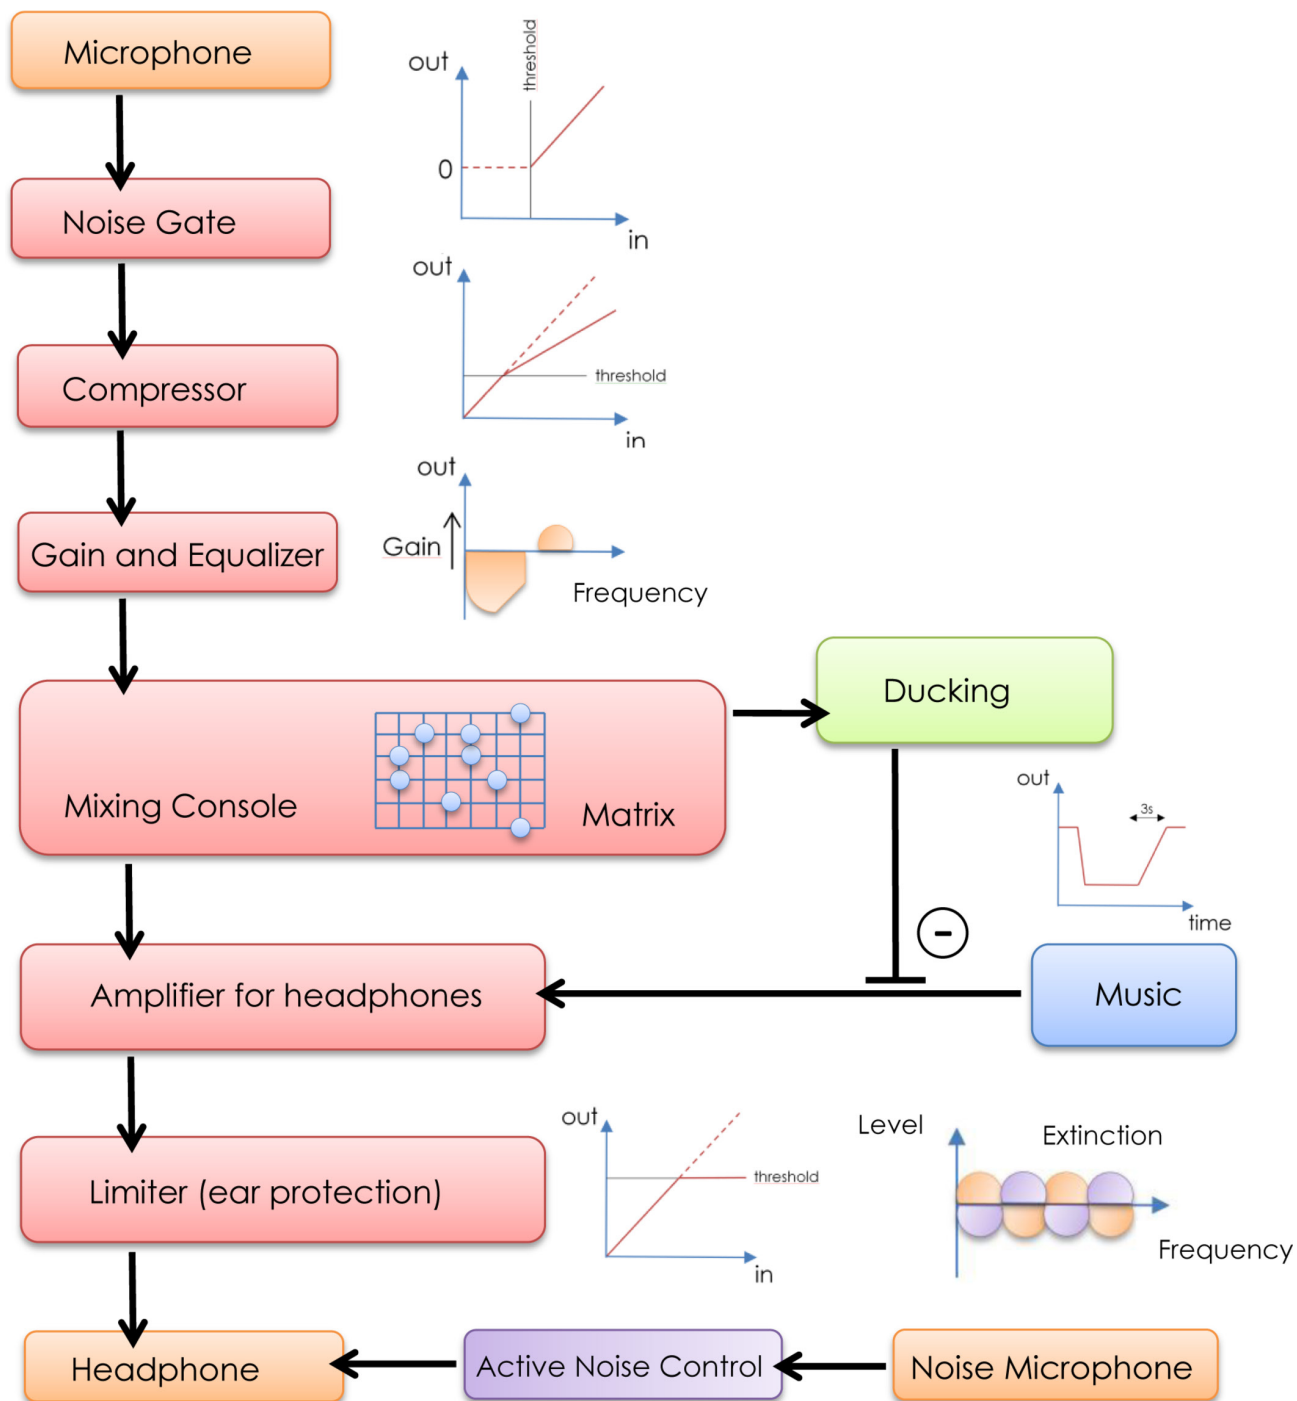 Microphone
out
threshold
0
in
Noise Gate
out
threshold
in
Compressor
out
Gain
Frequency
Gain and Equalizer
Ducking
Mixing Console
Matrix
out
3s
time
-
Amplifier for headphones
Music
out
threshold
in
Level
Extinction
Frequency
Limiter (ear protection)
Headphone
Active Noise Control
Noise Microphone